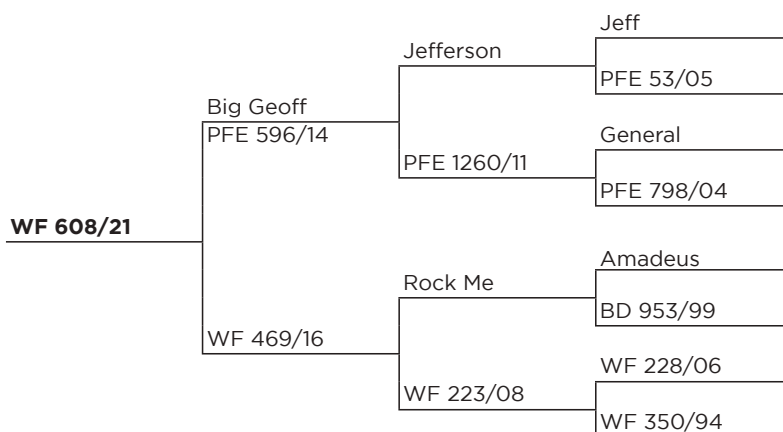 Jeff
Jefferson
PFE 53/05
Big Geoff
PFE 596/14
General
PFE 1260/11
PFE 798/04
WF 608/21
Amadeus
Rock Me
BD 953/99
WF 469/16
WF 228/06
WF 223/08
WF 350/94